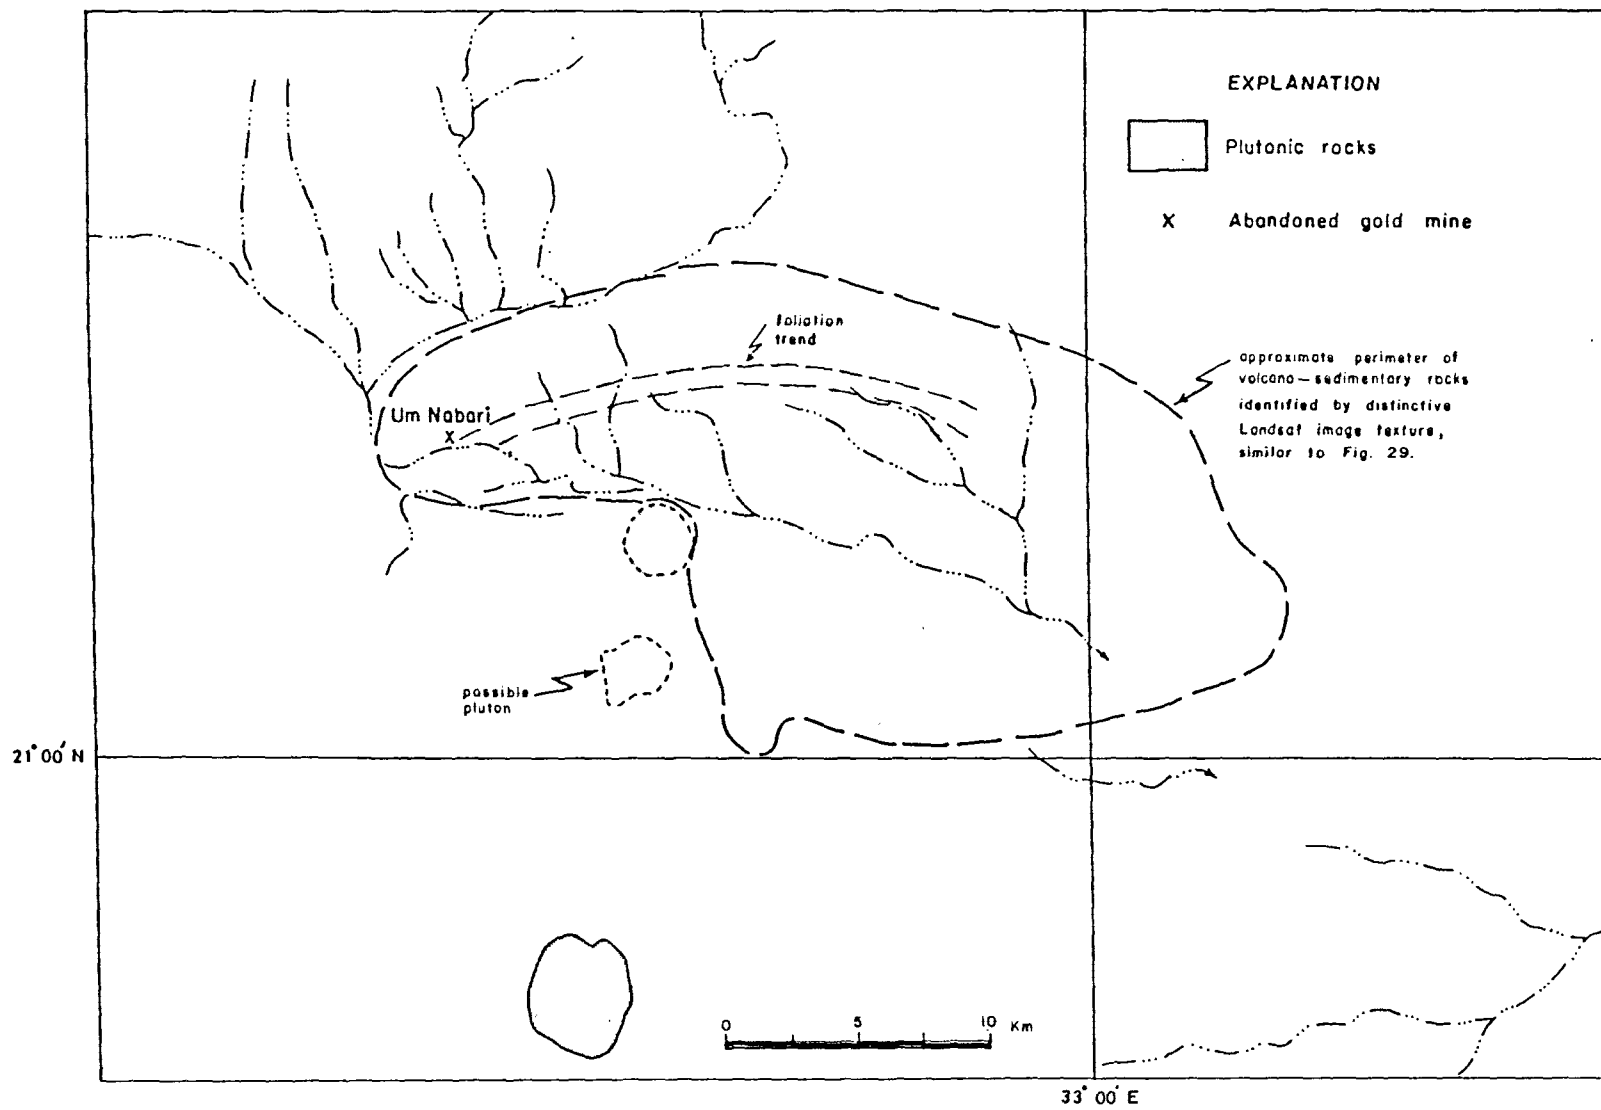 EXPLANATION
Plutonic rocks
X Abandoned gold mine
foliation
trend
approximate perimeter of
volcano-sedimentary rocks
identified by distinctive
Landsat image texture,
similar to Fig. 29.
Um Nabari
X
possible
pluton
21°00'N
0 5 10 Km
33°00'E